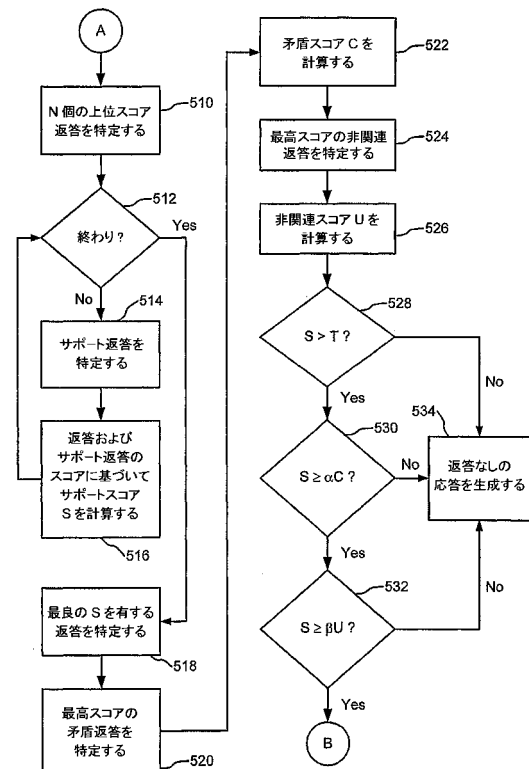 A
N 個の上位スコア
返答を特定する
510
512
終わり？
Yes
No
514
サポート返答を
特定する
返答および
サポート返答の
スコアに基づいて
サポートスコア
Sを計算する
516
最良の S を有する
返答を特定する
518
最高スコアの
矛盾返答を
特定する
520
矛盾スコア C を
計算する
522
最高スコアの非関連
返答を特定する
524
非関連スコア U を
計算する
526
528
S > T ?
No
Yes
530
S ≥ αC ?
No
534
返答なしの
応答を生成する
Yes
532
S ≥ βU ?
No
Yes
B